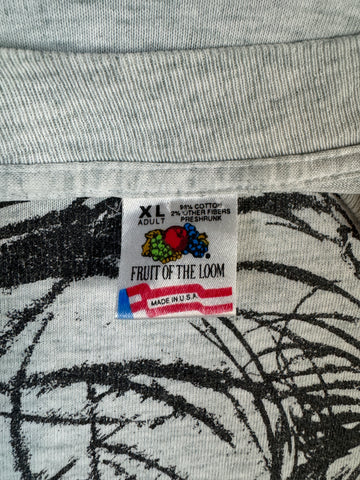 XL
ADULT
98% COTTON
2% OTHER FIBERS
PRESHRUNK
FRUIT OF THE LOOM
MADE IN U.S.A.